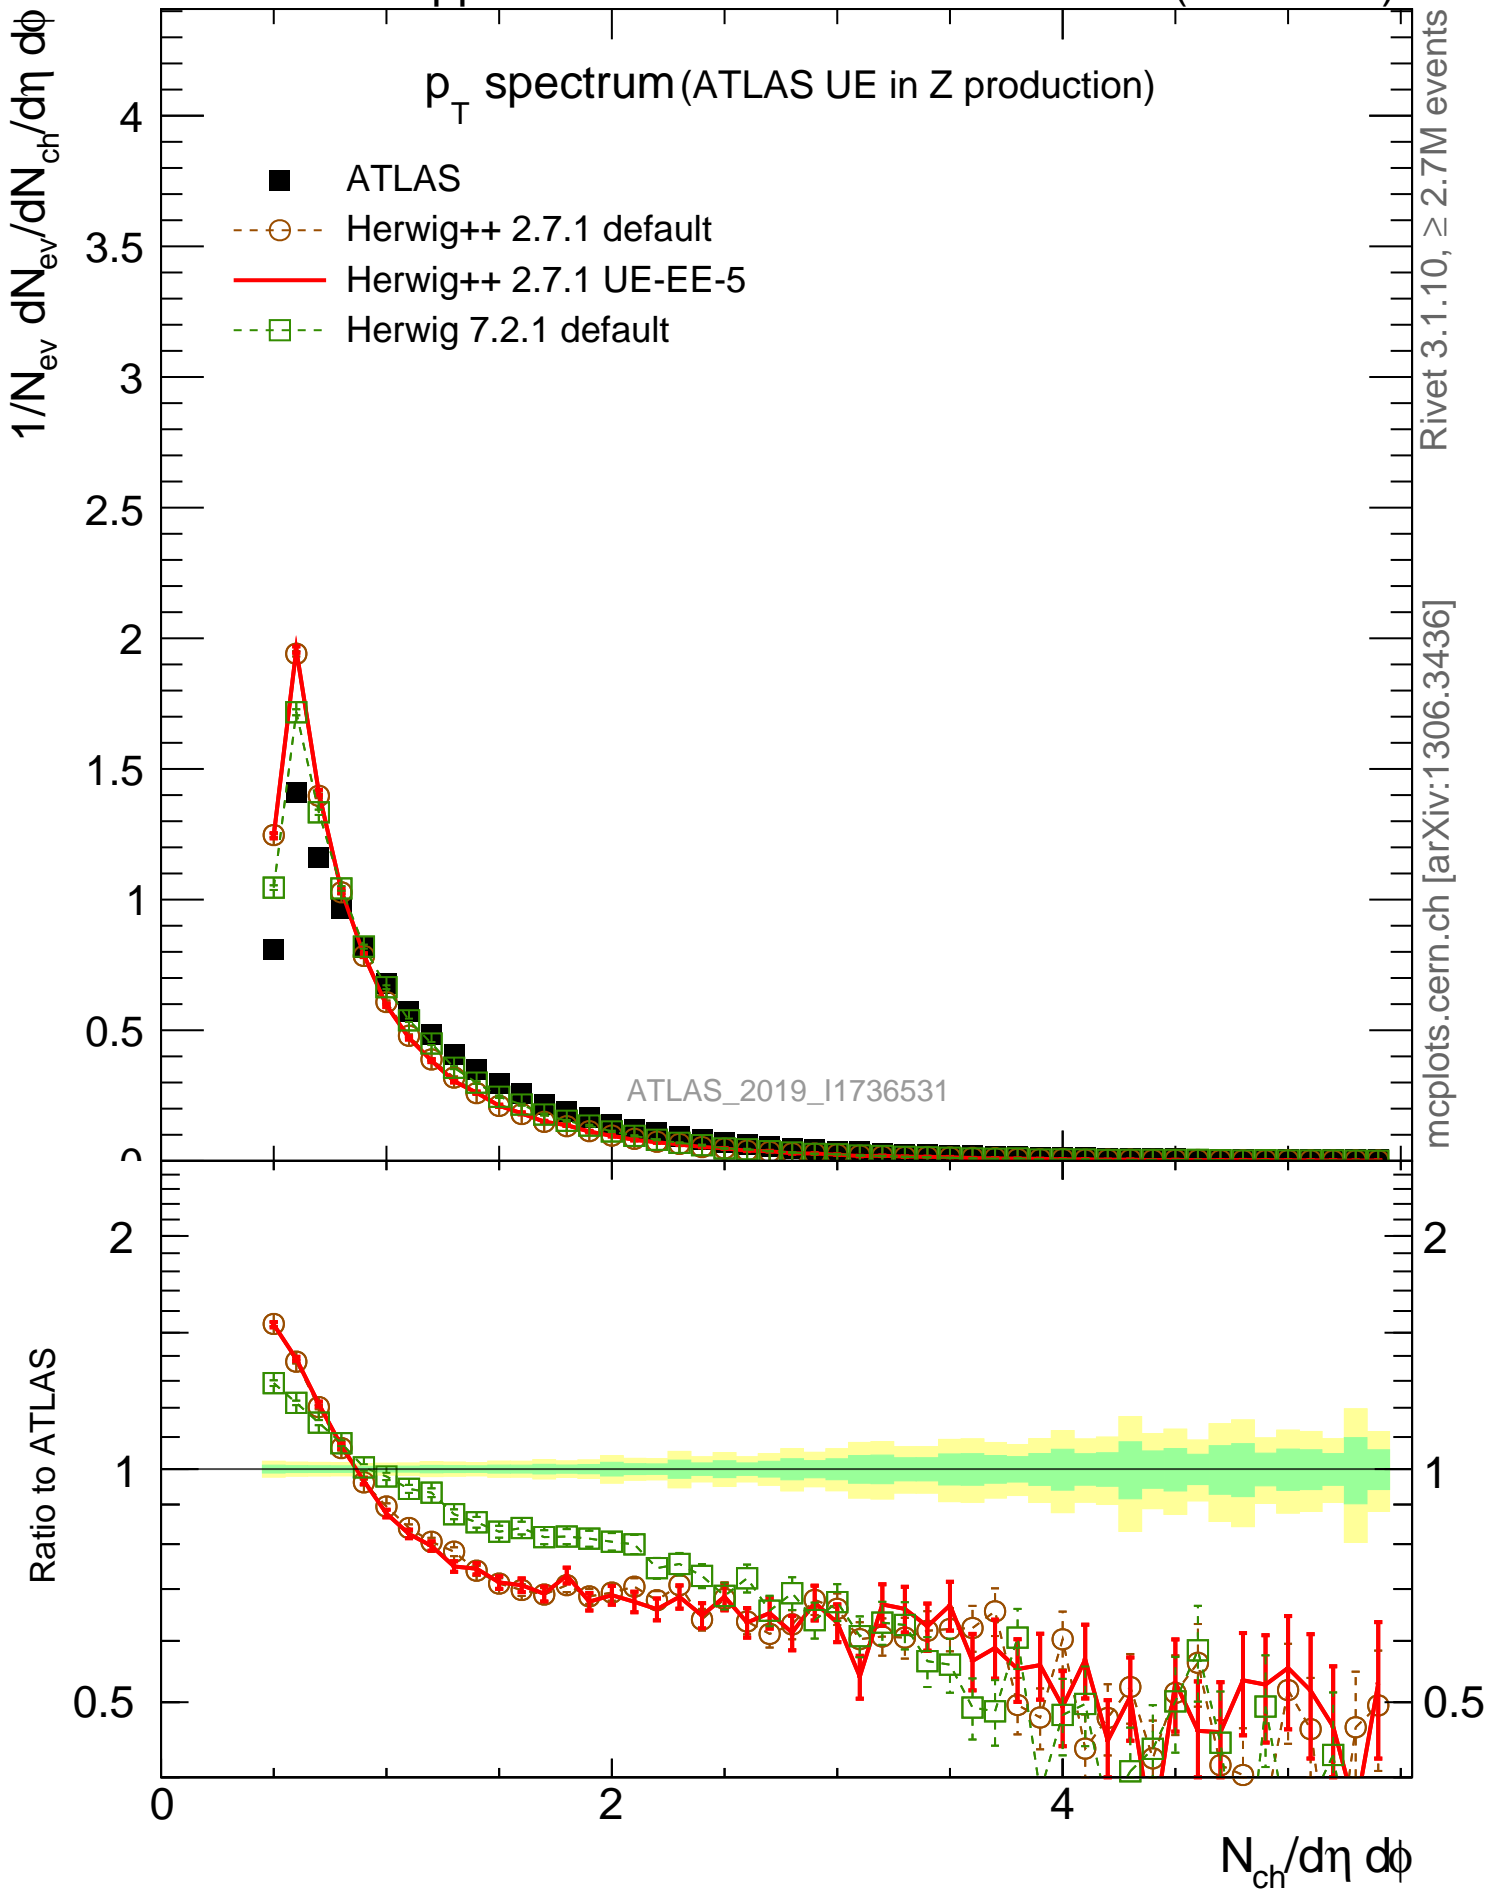 p_T spectrum (ATLAS UE in Z production)
1/N_ev dN_ev/dN_ch/dη dϕ
ATLAS
Herwig++ 2.7.1 default
Herwig++ 2.7.1 UE-EE-5
Herwig 7.2.1 default
4
3.5
3
2.5
2
1.5
1
0.5
0
ATLAS_2019_I1736531
Rivet 3.1.10, ≥ 2.7M events
mcplots.cern.ch [arXiv:1306.3436]
Ratio to ATLAS
2
1
0.5
2
1
0.5
0 2 4
N_ch/dη dϕ